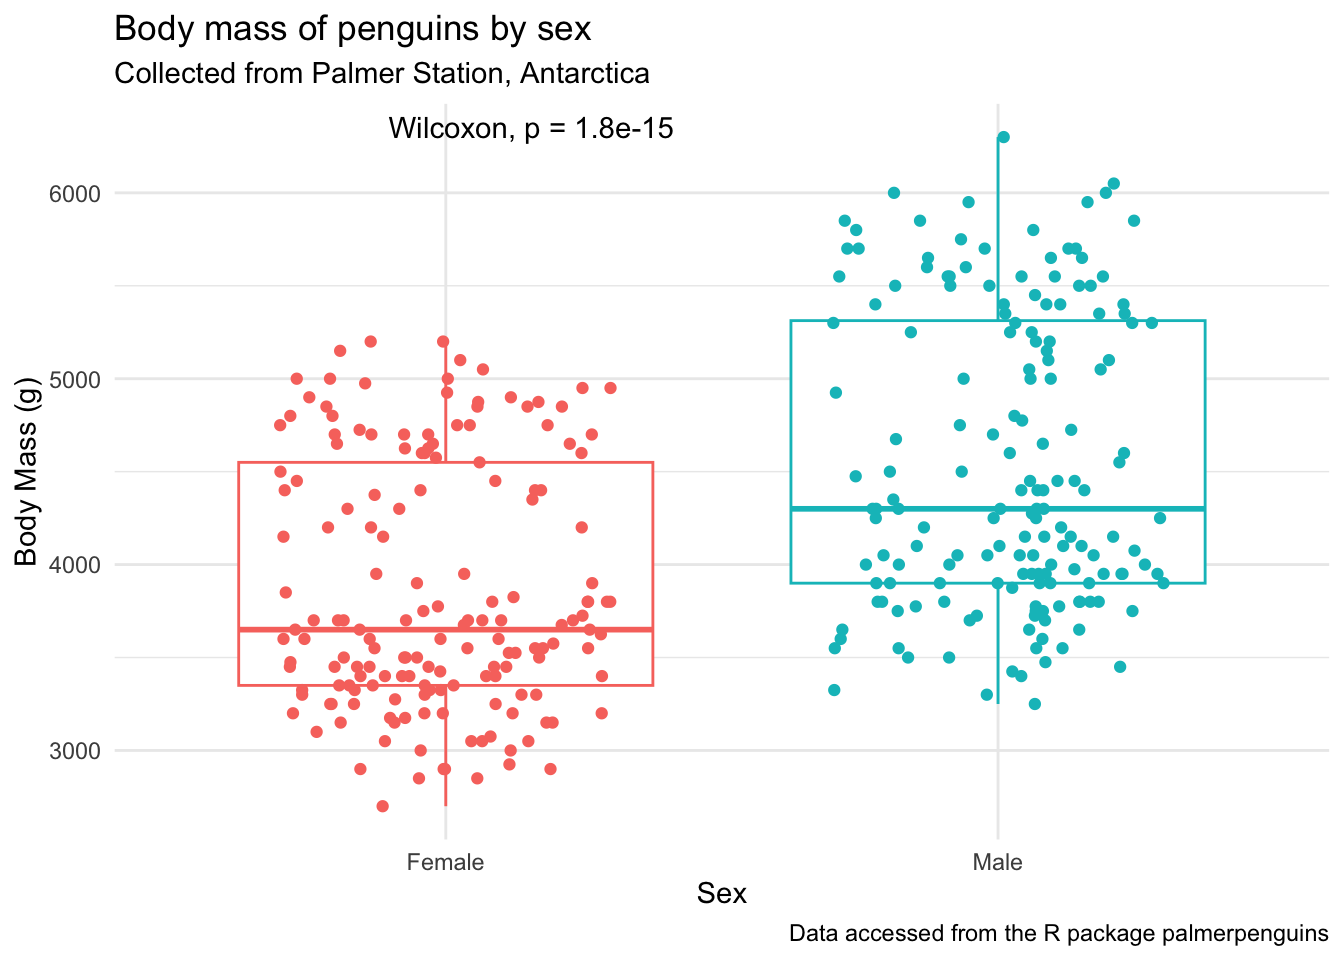 Body mass of penguins by sex
Collected from Palmer Station, Antarctica
Wilcoxon, p = 1.8e-15
6000
5000
4000
3000
Body Mass (g)
Female
Male
Sex
Data accessed from the R package palmerpenguins